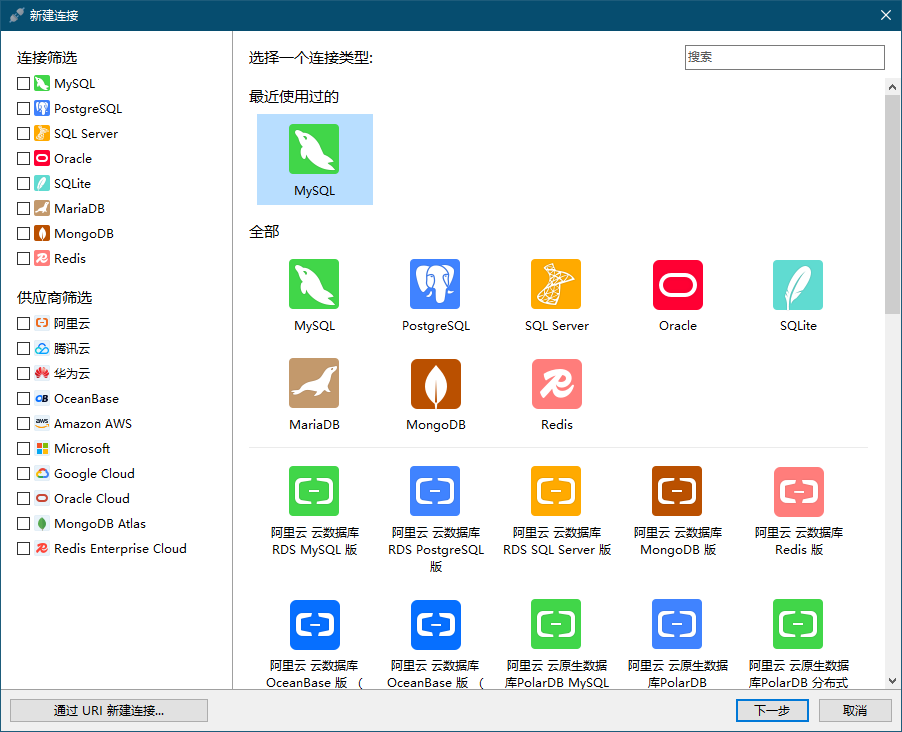 新建连接
连接筛选
MySQL
PostgreSQL
SQL Server
Oracle
SQLite
MariaDB
MongoDB
Redis
供应商筛选
阿里云
腾讯云
华为云
OceanBase
Amazon AWS
Microsoft
Google Cloud
Oracle Cloud
MongoDB Atlas
Redis Enterprise Cloud
选择一个连接类型:
搜索
最近使用过的
MySQL
全部
MySQL
PostgreSQL
SQL Server
Oracle
SQLite
MariaDB
MongoDB
Redis
阿里云 云数据库
RDS MySQL 版
阿里云 云数据库
RDS PostgreSQL
版
阿里云 云数据库
RDS SQL Server 版
阿里云 云数据库
MongoDB 版
阿里云 云数据库
Redis 版
阿里云 云数据库
OceanBase 版 （
阿里云 云数据库
OceanBase 版 （
阿里云 云原生数据
库PolarDB MySQL
阿里云 云原生数据
库PolarDB
阿里云 云原生数据
库PolarDB 分布式
通过 URI 新建连接...
下一步
取消